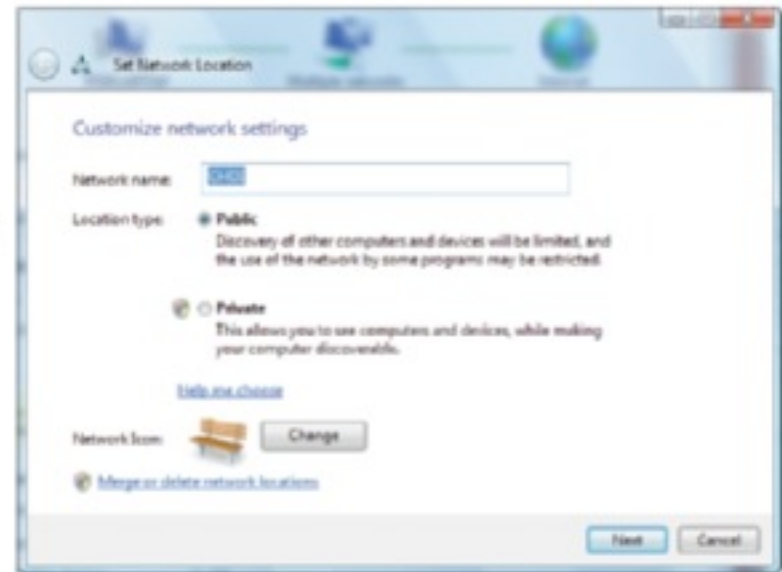 Set Network Location
Customize network settings
Network name:
Location type:
Public
Discovery of other computers and devices will be limited, and
the use of the network by some programs may be restricted.
Private
This allows you to see computers and devices, while making
your computer discoverable.
Help me choose
Network Icon:
Change
Merge or delete network locations
Next
Cancel